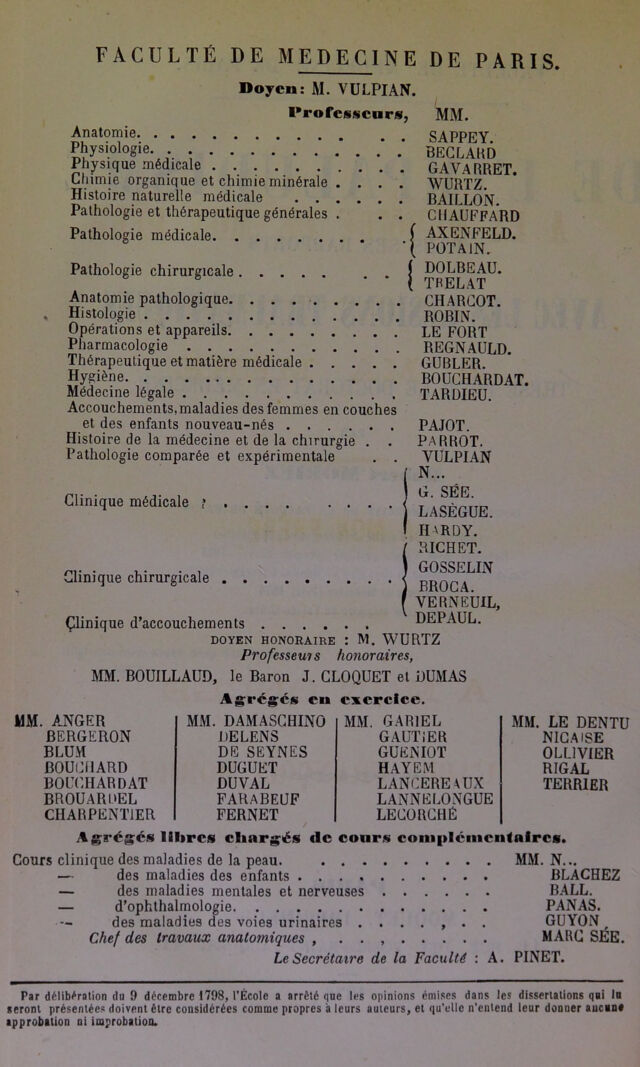 FACULTÉ DE MEDECINE DE PARIS.
Doyen: M. VULPIAN.
Professeurs, MM.
Anatomie. . . . . . . . . . . . SAPPEY.
Physiologie. . . . . . . . . . . . . BECLARD
Physique médicale . . . . . . . . . . GAVARRET.
Chimie organique et chimie minérale . . . . WURTZ.
Histoire naturelle médicale . . . . . . BAILLON.
Pathologie et thérapeutique générales . . . CHAUFFARD
Pathologie médicale. . . . . . . . { AXENFELD.
POTAIN.
Pathologie chirurgicale . . . . . . . { DOLBEAU.
TRELAT
Anatomie pathologique. . . . . . . . . CHARCOT.
Histologie . . . . . . . . . . . . . ROBIN.
Opérations et appareils. . . . . . . . . LE FORT
Pharmacologie . . . . . . . . . . . REGNAULD.
Thérapeutique et matière médicale . . . . . GUBLER.
Hygiène. . . . . . . . . . . . . . BOUCHARDAT.
Médecine légale . . . . . . . . . . . TARDIEU.
Accouchements, maladies des femmes en couches
et des enfants nouveau-nés . . . . . . PAJOT.
Histoire de la médecine et de la chirurgie . . PARROT.
Pathologie comparée et expérimentale . . VULPIAN
Clinique médicale . . . . . . . . { N...
G. SÉE.
LASÈGUE.
HARDY.
Clinique chirurgicale . . . . . . . . . { RICHET.
GOSSELIN
BROCA.
VERNEUIL,
Clinique d'accouchements . . . . . . DEPAUL.
DOYEN HONORAIRE : M. WURTZ
Professeurs honoraires,
MM. BOUILLAUD, le Baron J. CLOQUET et DUMAS
Agrégés en exercice.
MM. ANGER MM. DAMASCHINO MM. GARIEL MM. LE DENTU
BERGERON DELENS GAUTIER NICAISE
BLUM DE SEYNES GUENIOT OLLIVIER
BOUCHARD DUGUET HAYEM RIGAL
BOUCHARDAT DUVAL LANCEREAUX TERRIER
BROUARDEL FARABEUF LANNELONGUE
CHARPENTIER FERNET LECORCHÉ
Agrégés libres chargés de cours complémentaires.
Cours clinique des maladies de la peau. . . . . . . . . . MM. N...
— des maladies des enfants . . . . . . . . . . BLACHEZ
— des maladies mentales et nerveuses . . . . . . BALL.
— d'ophthalmologie. . . . . . . . . . . . . PANAS.
— des maladies des voies urinaires . . . . , . . GUYON
Chef des travaux anatomiques , . . , . . . . . MARC SÉE.
Le Secrétaire de la Faculté : A. PINET.
Par délibération du 9 décembre 1798, l'École a arrêté que les opinions émises dans les dissertations qui lu
seront présentées doivent être considérées comme propres à leurs auteurs, et qu'elle n'entend leur donner aucune
approbation ni improbation.